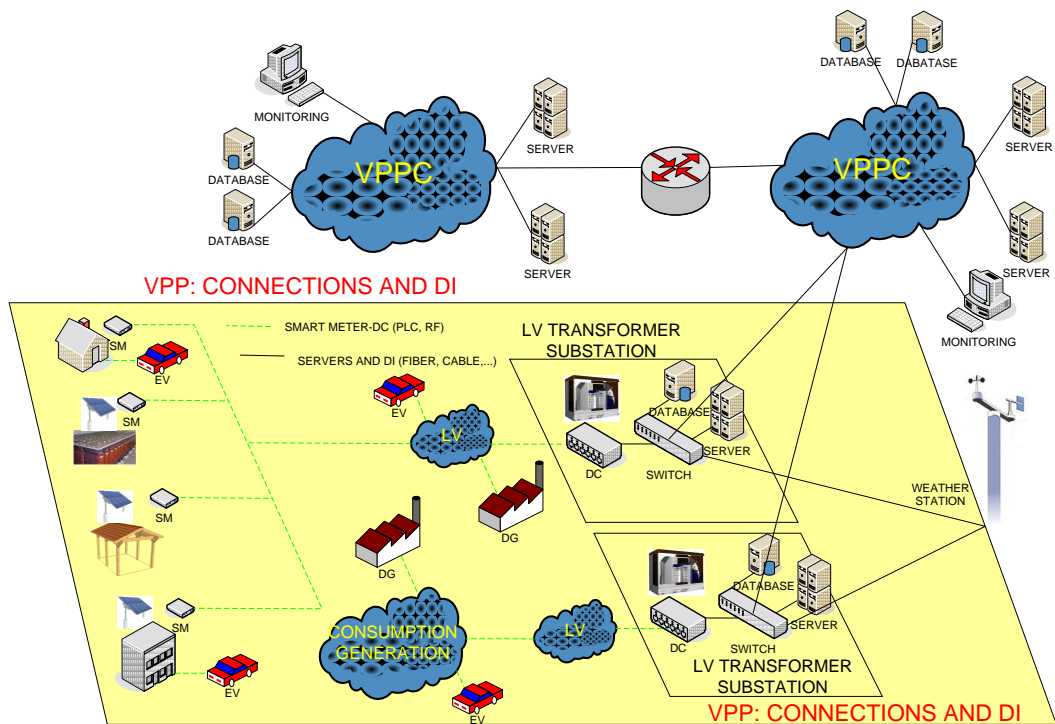 DATABASE
DABATASE
MONITORING
SERVER
SERVER
VPPC
VPPC
DATABASE
DATABASE
SERVER
SERVER
VPP: CONNECTIONS AND DI
MONITORING
SM
SMART METER-DC (PLC, RF)
LV TRANSFORMER
SUBSTATION
SERVERS AND DI (FIBER, CABLE,...)
EV
EV
DATABASE
SM
LV
SERVER
DC
SWITCH
WEATHER
STATION
SM
DG
DG
DATABASE
SERVER
SM
CONSUMPTION
GENERATION
LV
DC
SWITCH
LV TRANSFORMER
SUBSTATION
EV
EV
VPP: CONNECTIONS AND DI